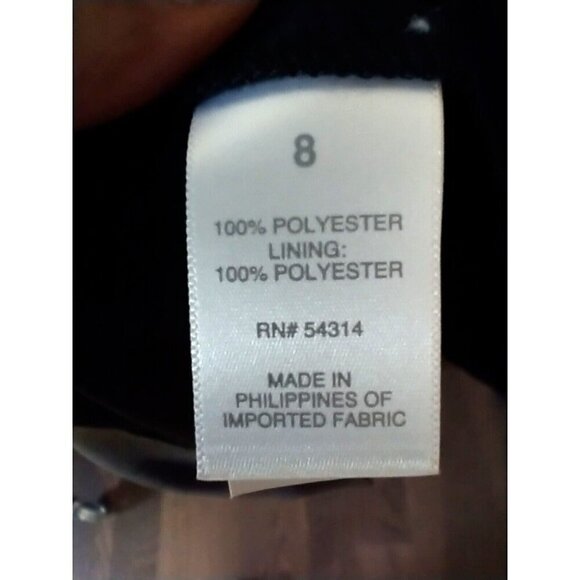 8
100% POLYESTER
LINING:
100% POLYESTER
RN# 54314
MADE IN
PHILIPPINES OF
IMPORTED FABRIC